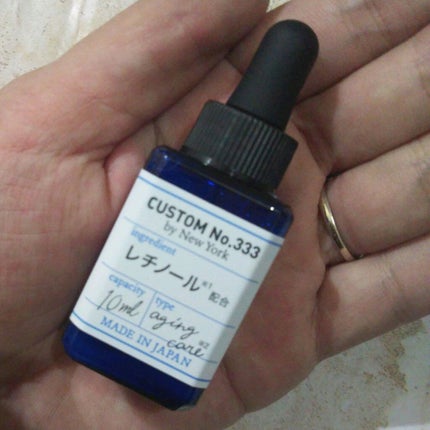 CUSTOM No.333
by New York
ingredient
レチノール※1 配合
capacity type
10ml aging care※2
MADE IN JAPAN